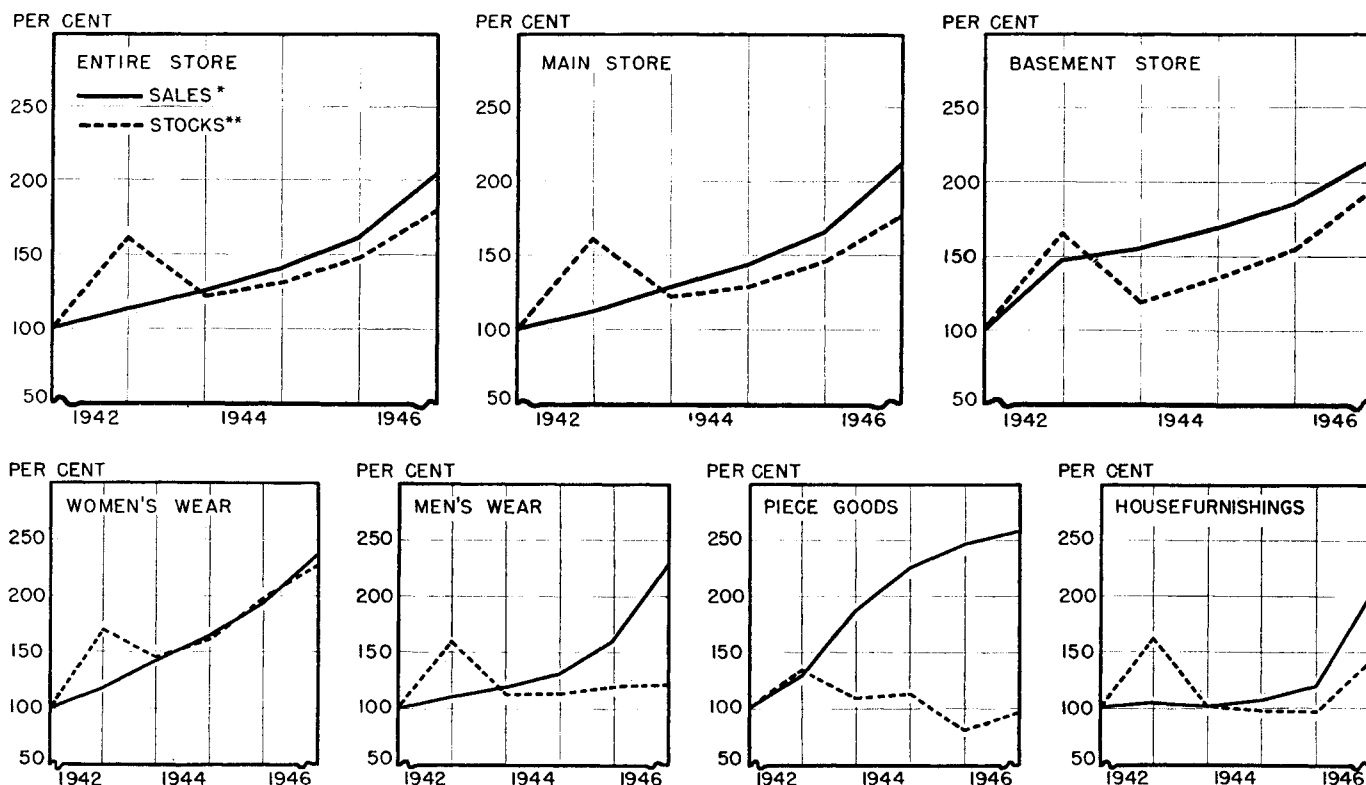 PER CENT
ENTIRE STORE
SALES*
STOCKS**
250
200
150
100
50
1942 1944 1946
PER CENT
MAIN STORE
250
200
150
100
50
1942 1944 1946
PER CENT
BASEMENT STORE
250
200
150
100
50
1942 1944 1946
PER CENT
WOMEN'S WEAR
250
200
150
100
50
1942 1944 1946
PER CENT
MEN'S WEAR
250
200
150
100
50
1942 1944 1946
PER CENT
PIECE GOODS
250
200
150
100
50
1942 1944 1946
PER CENT
HOUSEFURNISHINGS
250
200
150
100
50
1942 1944 1946